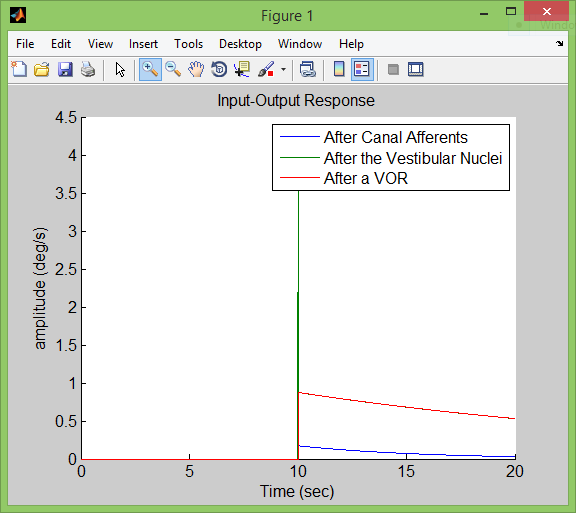 Figure 1
Window
File Edit View Insert Tools Desktop Window Help
Input-Output Response
4.5
4
3.5
3
2.5
2
1.5
1
0.5
0
amplitude (deg/s)
After Canal Afferents
After the Vestibular Nuclei
After a VOR
0 5 10 15 20
Time (sec)